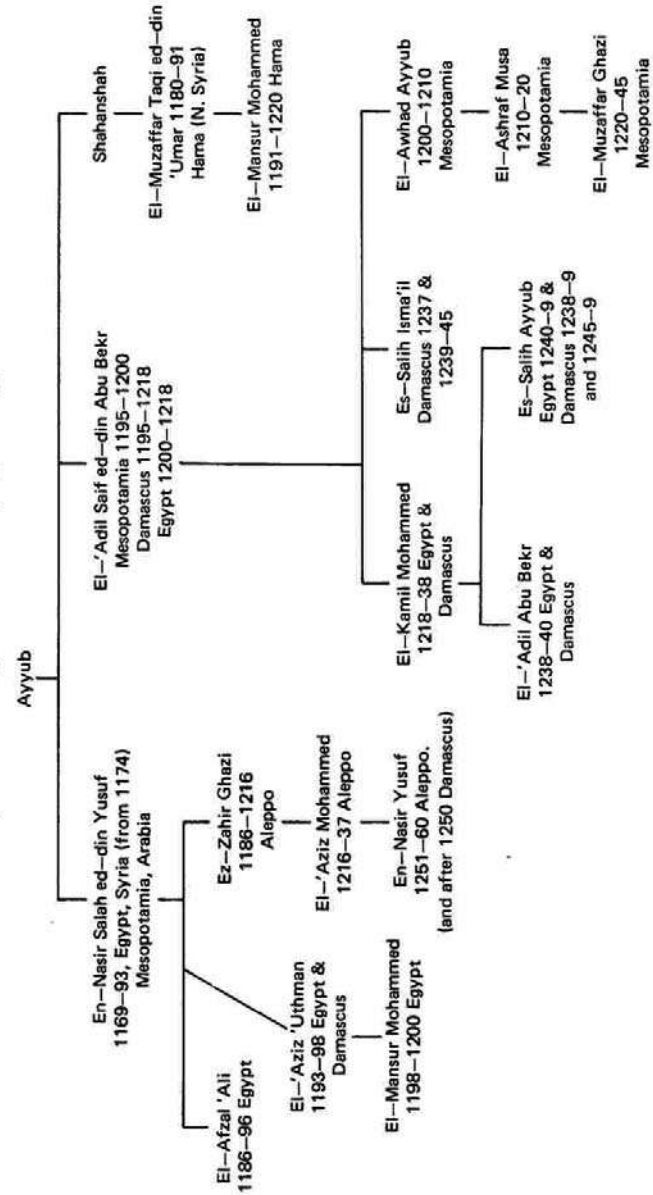 Ayyub
En–Nasir Salah ed–din Yusuf
1169–93, Egypt, Syria (from 1174)
Mesopotamia, Arabia
El–'Adil Saif ed–din Abu Bekr
Mesopotamia 1195–1200
Damascus 1195–1218
Egypt 1200–1218
Shahanshah
El–Muzaffar Taqi ed–din
'Umar 1180–91
Hama (N. Syria)
El–Mansur Mohammed
1191–1220 Hama
El–Afzal 'Ali
1186–96 Egypt
El–'Aziz 'Uthman
1193–98 Egypt &
Damascus
El–Mansur Mohammed
1198–1200 Egypt
Ez–Zahir Ghazi
1186–1216
Aleppo
El–'Aziz Mohammed
1216–37 Aleppo
En–Nasir Yusuf
1251–60 Aleppo.
(and after 1250 Damascus)
El–Kamil Mohammed
1218–38 Egypt &
Damascus
Es–Salih Isma'il
Damascus 1237 &
1239–45
El–Awhad Ayyub
1200–1210
Mesopotamia
El–Ashraf Musa
1210–20
Mesopotamia
El–Muzaffar Ghazi
1220–45
Mesopotamia
El–'Adil Abu Bekr
1238–40 Egypt &
Damascus
Es–Salih Ayyub
Egypt 1240–9 &
Damascus 1238–9
and 1245–9